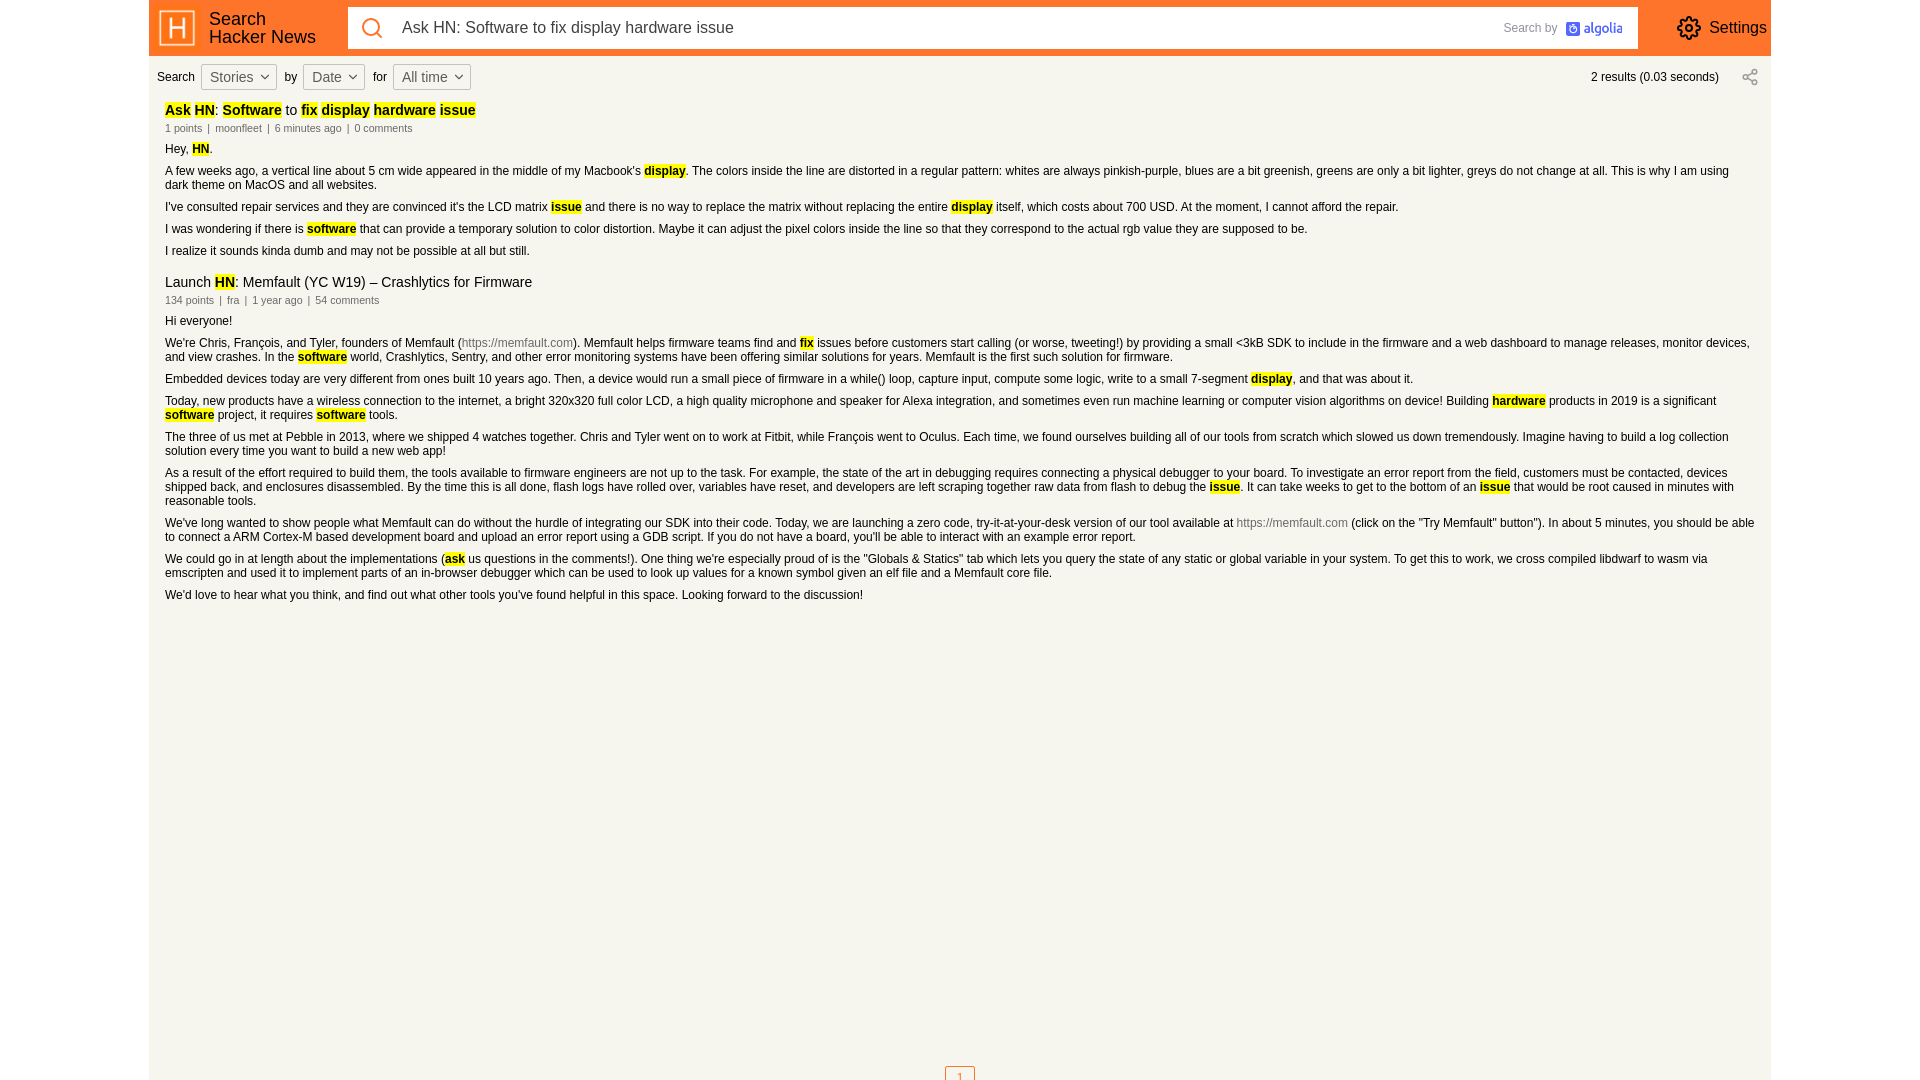 Search
Hacker News
Ask HN: Software to fix display hardware issue
Search by algolia
Settings
Search Stories by Date for All time
2 results (0.03 seconds)
Ask HN: Software to fix display hardware issue
1 points | moonfleet | 6 minutes ago | 0 comments
Hey, HN.
A few weeks ago, a vertical line about 5 cm wide appeared in the middle of my Macbook's display. The colors inside the line are distorted in a regular pattern: whites are always pinkish-purple, blues are a bit greenish, greens are only a bit lighter, greys do not change at all. This is why I am using
dark theme on MacOS and all websites.
I've consulted repair services and they are convinced it's the LCD matrix issue and there is no way to replace the matrix without replacing the entire display itself, which costs about 700 USD. At the moment, I cannot afford the repair.
I was wondering if there is software that can provide a temporary solution to color distortion. Maybe it can adjust the pixel colors inside the line so that they correspond to the actual rgb value they are supposed to be.
I realize it sounds kinda dumb and may not be possible at all but still.
Launch HN: Memfault (YC W19) – Crashlytics for Firmware
134 points | fra | 1 year ago | 54 comments
Hi everyone!
We're Chris, François, and Tyler, founders of Memfault (https://memfault.com). Memfault helps firmware teams find and fix issues before customers start calling (or worse, tweeting!) by providing a small <3kB SDK to include in the firmware and a web dashboard to manage releases, monitor devices,
and view crashes. In the software world, Crashlytics, Sentry, and other error monitoring systems have been offering similar solutions for years. Memfault is the first such solution for firmware.
Embedded devices today are very different from ones built 10 years ago. Then, a device would run a small piece of firmware in a while() loop, capture input, compute some logic, write to a small 7-segment display, and that was about it.
Today, new products have a wireless connection to the internet, a bright 320x320 full color LCD, a high quality microphone and speaker for Alexa integration, and sometimes even run machine learning or computer vision algorithms on device! Building hardware products in 2019 is a significant
software project, it requires software tools.
The three of us met at Pebble in 2013, where we shipped 4 watches together. Chris and Tyler went on to work at Fitbit, while François went to Oculus. Each time, we found ourselves building all of our tools from scratch which slowed us down tremendously. Imagine having to build a log collection
solution every time you want to build a new web app!
As a result of the effort required to build them, the tools available to firmware engineers are not up to the task. For example, the state of the art in debugging requires connecting a physical debugger to your board. To investigate an error report from the field, customers must be contacted, devices
shipped back, and enclosures disassembled. By the time this is all done, flash logs have rolled over, variables have reset, and developers are left scraping together raw data from flash to debug the issue. It can take weeks to get to the bottom of an issue that would be root caused in minutes with
reasonable tools.
We've long wanted to show people what Memfault can do without the hurdle of integrating our SDK into their code. Today, we are launching a zero code, try-it-at-your-desk version of our tool available at https://memfault.com (click on the "Try Memfault" button"). In about 5 minutes, you should be able
to connect a ARM Cortex-M based development board and upload an error report using a GDB script. If you do not have a board, you'll be able to interact with an example error report.
We could go in at length about the implementations (ask us questions in the comments!). One thing we're especially proud of is the "Globals & Statics" tab which lets you query the state of any static or global variable in your system. To get this to work, we cross compiled libdwarf to wasm via
emscripten and used it to implement parts of an in-browser debugger which can be used to look up values for a known symbol given an elf file and a Memfault core file.
We'd love to hear what you think, and find out what other tools you've found helpful in this space. Looking forward to the discussion!
1